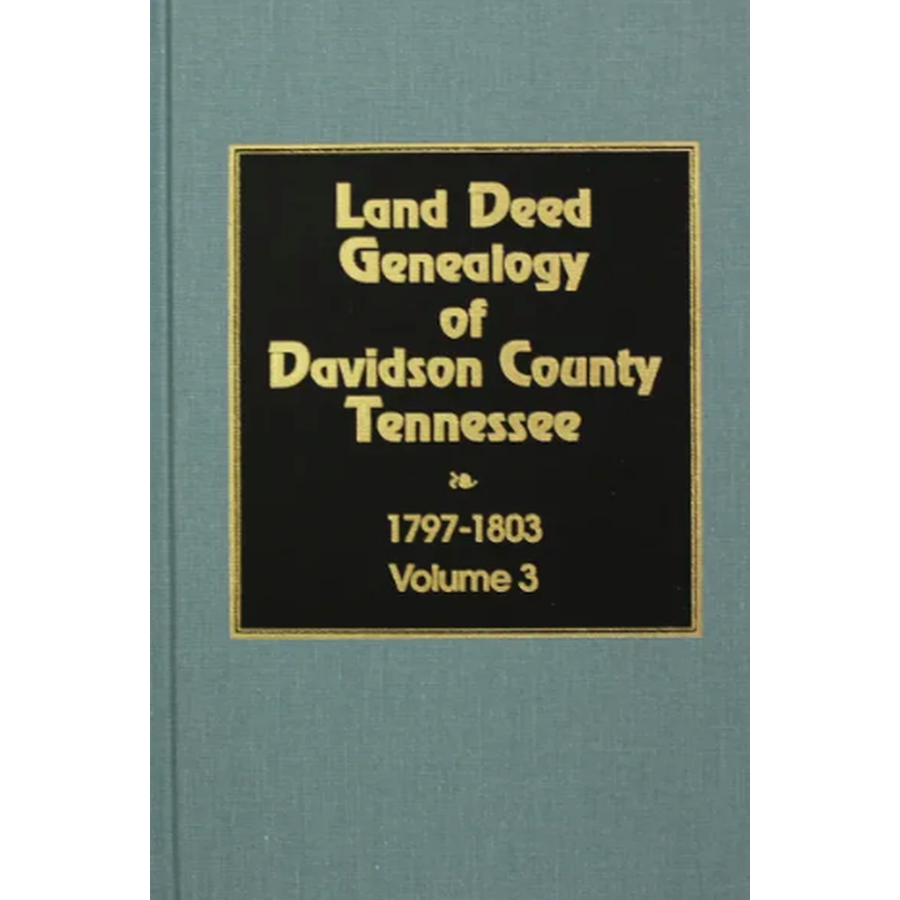 Land Deed
Genealogy
of
Davidson County
Tennessee
1797-1803
Volume 3